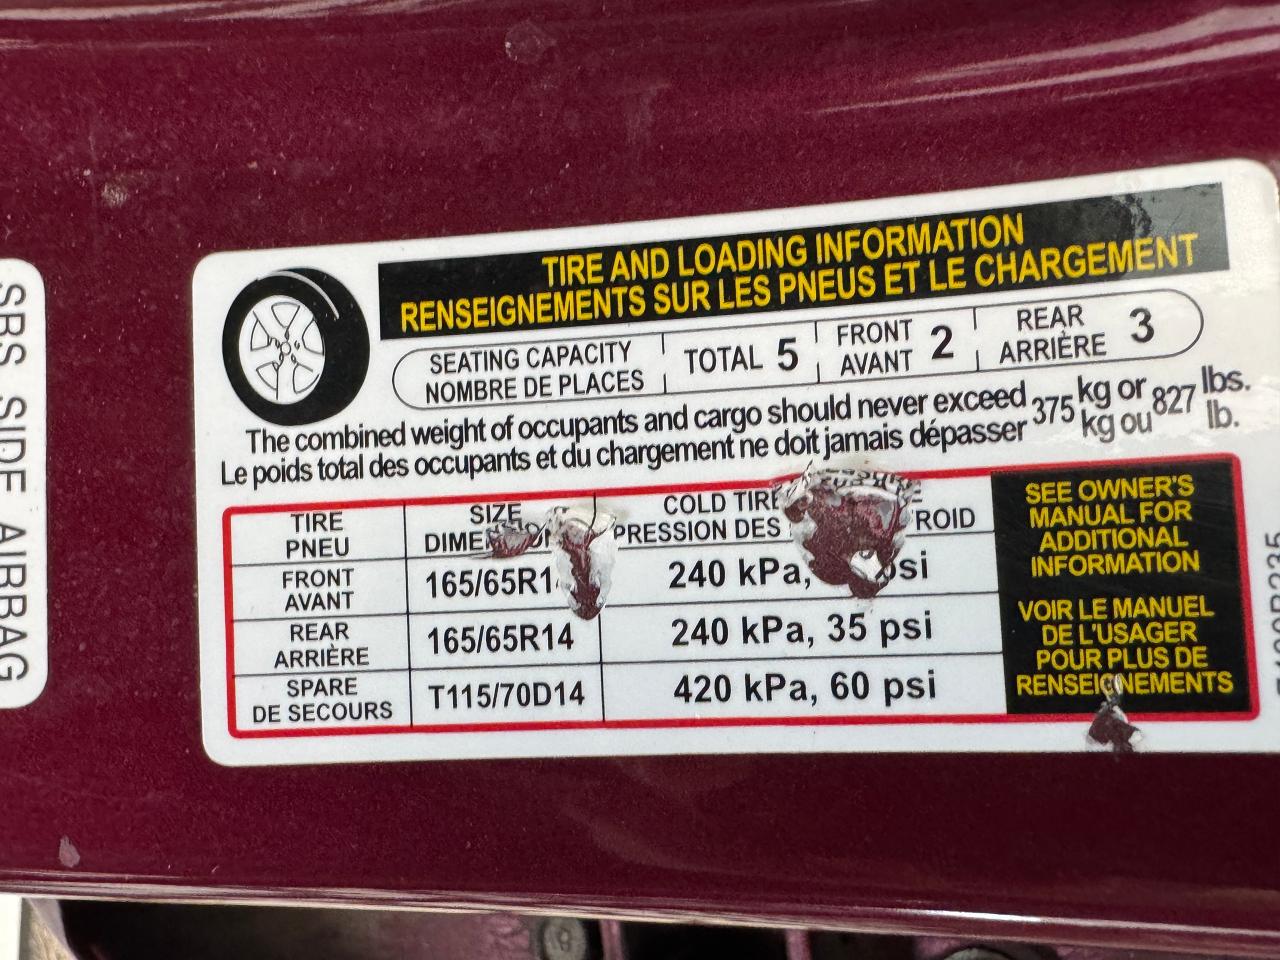 SRS SIDE AIRBAG
TIRE AND LOADING INFORMATION
RENSEIGNEMENTS SUR LES PNEUS ET LE CHARGEMENT
SEATING CAPACITY
NOMBRE DE PLACES
TOTAL 5
FRONT
AVANT 2
REAR
ARRIÈRE 3
The combined weight of occupants and cargo should never exceed 375 kg or 827 lbs.
Le poids total des occupants et du chargement ne doit jamais dépasser kg ou lb.
TIRE
PNEU
SIZE
COLD TIRE
PRESSION DES
FRONT
AVANT
240 kPa, psi
REAR
ARRIÈRE
165/65R14
240 kPa, 35 psi
SPARE
DE SECOURS
T115/70D14
420 kPa, 60 psi
SEE OWNER'S
MANUAL FOR
ADDITIONAL
INFORMATION
VOIR LE MANUEL
DE L'USAGER
POUR PLUS DE
RENSEIGNEMENTS